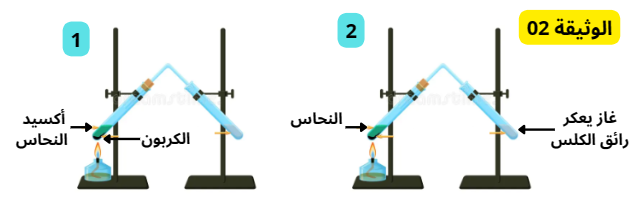 الوثيقة 02
1
أكسيد
النحاس
الكربون
2
النحاس
غاز يعكر
رائق الكلس